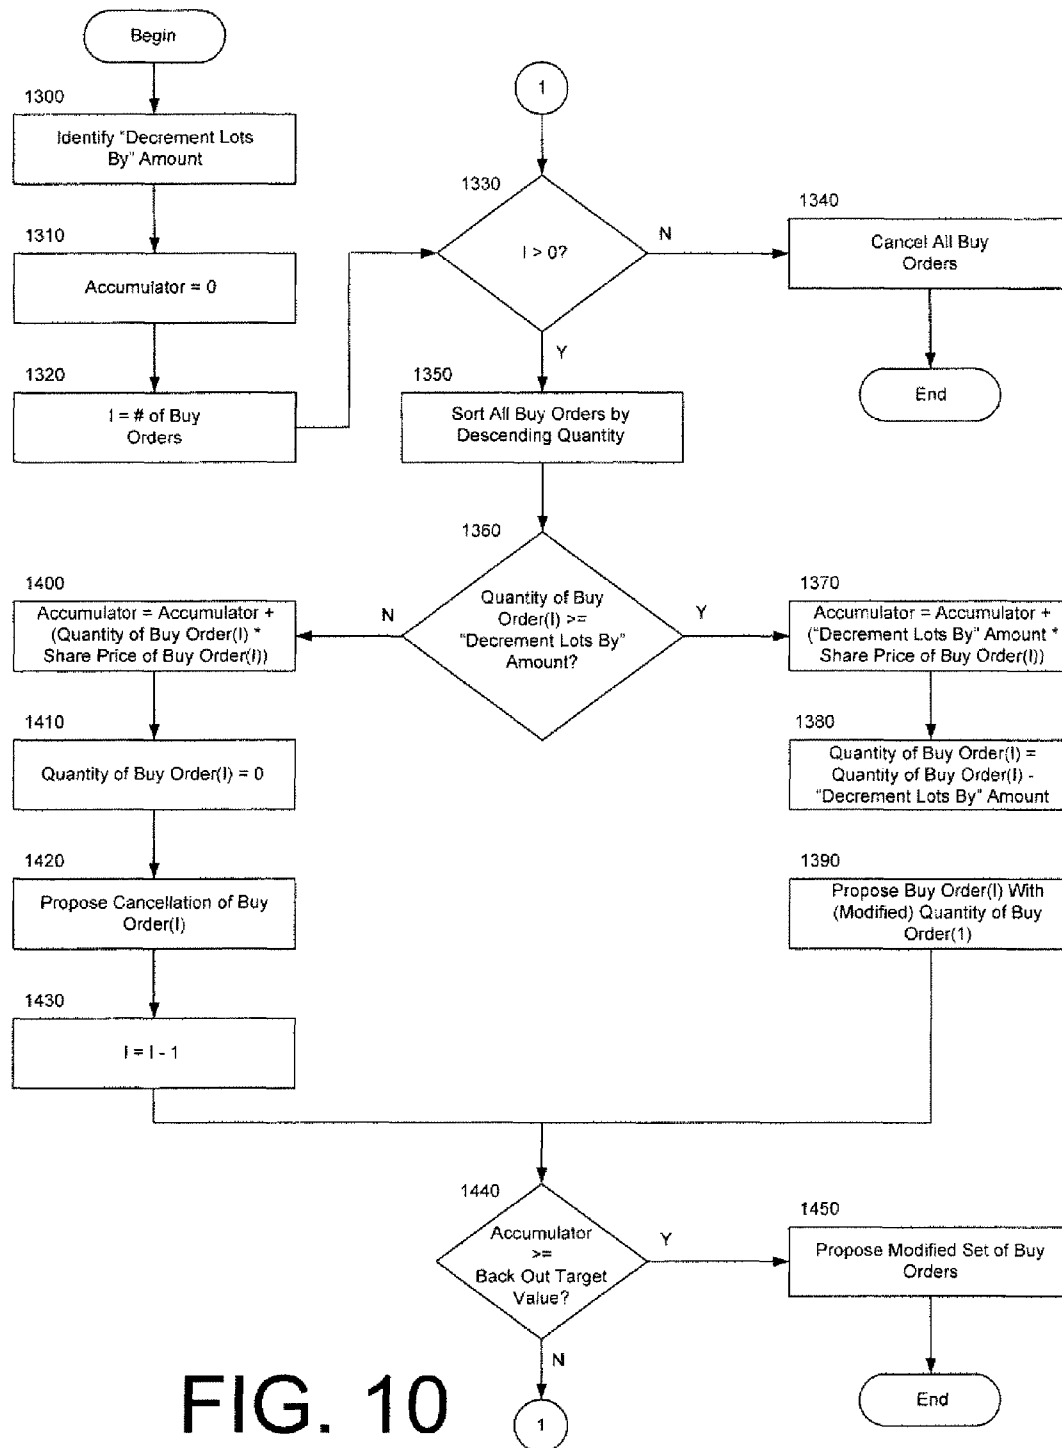 Begin
1300
Identify "Decrement Lots
By" Amount
1310
Accumulator = 0
1320
I = # of Buy
Orders
1
1330
I > 0?
N
Y
1340
Cancel All Buy
Orders
End
1350
Sort All Buy Orders by
Descending Quantity
1360
Quantity of Buy
Order(I) >=
"Decrement Lots By"
Amount?
N
Y
1400
Accumulator = Accumulator +
(Quantity of Buy Order(I) *
Share Price of Buy Order(I))
1410
Quantity of Buy Order(I) = 0
1420
Propose Cancellation of Buy
Order(I)
1430
I = I - 1
1370
Accumulator = Accumulator +
("Decrement Lots By" Amount *
Share Price of Buy Order(I))
1380
Quantity of Buy Order(I) =
Quantity of Buy Order(I) -
"Decrement Lots By" Amount
1390
Propose Buy Order(I) With
(Modified) Quantity of Buy
Order(1)
1440
Accumulator
>=
Back Out Target
Value?
Y
N
1450
Propose Modified Set of Buy
Orders
End
1
FIG. 10